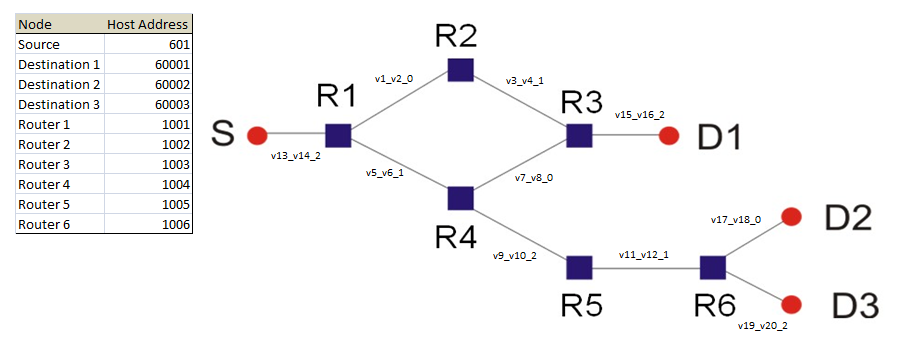 Node Host Address
Source 601
Destination 1 60001
Destination 2 60002
Destination 3 60003
Router 1 1001
Router 2 1002
Router 3 1003
Router 4 1004
Router 5 1005
Router 6 1006
R2
v1_v2_0
v3_v4_1
R1
R3
v15_v16_2
S
D1
v13_v14_2
v5_v6_1
v7_v8_0
R4
v17_v18_0
D2
v9_v10_2
v11_v12_1
R5
R6
D3
v19_v20_2